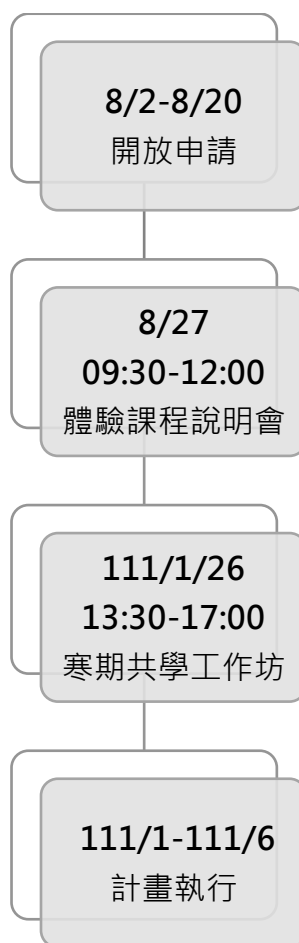 8/2-8/20
開放申請
8/27
09:30-12:00
體驗課程說明會
111/1/26
13:30-17:00
寒期共學工作坊
111/1-111/6
計畫執行